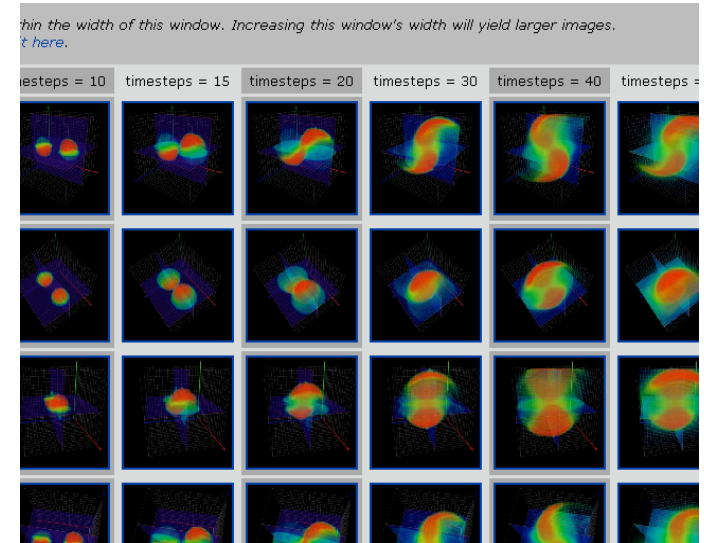 thin the width of this window. Increasing this window's width will yield larger images.
t here.
nesteps = 10 timesteps = 15 timesteps = 20 timesteps = 30 timesteps = 40 timesteps =